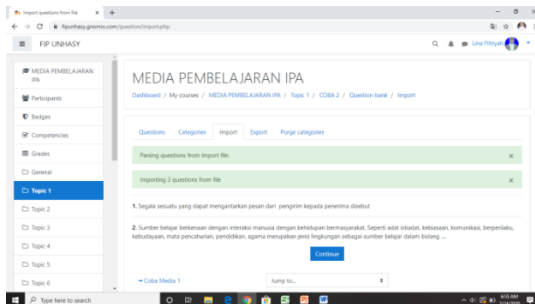 Import questions from file
fipunhasy.gnomio.com/question/import.php
FIP UNHASY
Lina Fitriyah
MEDIA PEMBELAJARAN IPA
Participants
Badges
Competencies
Grades
General
Topic 1
Topic 2
Topic 3
Topic 4
Topic 5
Topic 6
MEDIA PEMBELAJARAN IPA
Dashboard / My courses / MEDIA PEMBELAJARAN IPA / Topic 1 / COBA 2 / Question bank / Import
Questions Categories Import Export Purge categories
Parsing questions from import file.
Importing 2 questions from file
1. Segala sesuatu yang dapat mengantarkan pesan dari pengirim kepada penerima disebut
2. Sumber belajar berkenaan dengan interaksi manusia dengan kehidupan bermasyarakat. Seperti adat istiadat, kebiasaan, komunikasi, berperilaku,
kebudayaan, mata pencaharian, pendidikan, agama merupakan jenis lingkungan sebagai sumber belajar dalam bidang ....
Continue
Coba Media 1
Jump to...
Type here to search
6:55 AM